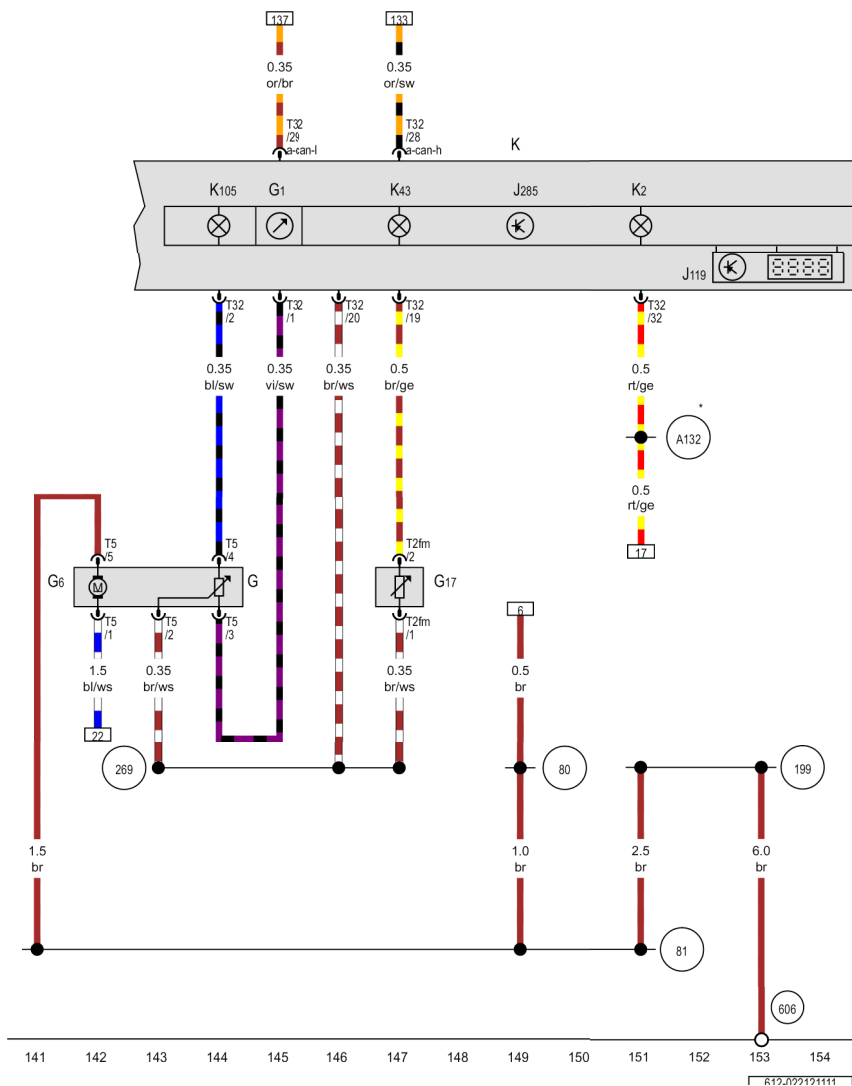 137
133
0.35
or/br
0.35
or/sw
T32
/29
a-can-l
T32
/28
a-can-h
K
K105
G1
K43
J285
K2
J119
T32
/2
T32
/1
T32
/20
T32
/19
T32
/32
0.35
bl/sw
0.35
vi/sw
0.35
br/ws
0.5
br/ge
0.5
rt/ge
*
A132
0.5
rt/ge
17
T5
/5
T5
/4
T2fm
/2
G6
G
G17
T5
/1
T5
/2
T5
/3
T2fm
/1
6
1.5
bl/ws
0.35
br/ws
0.35
br/ws
0.5
br
22
269
80
199
1.5
br
1.0
br
2.5
br
6.0
br
81
606
141 142 143 144 145 146 147 148 149 150 151 152 153 154
612-022121111